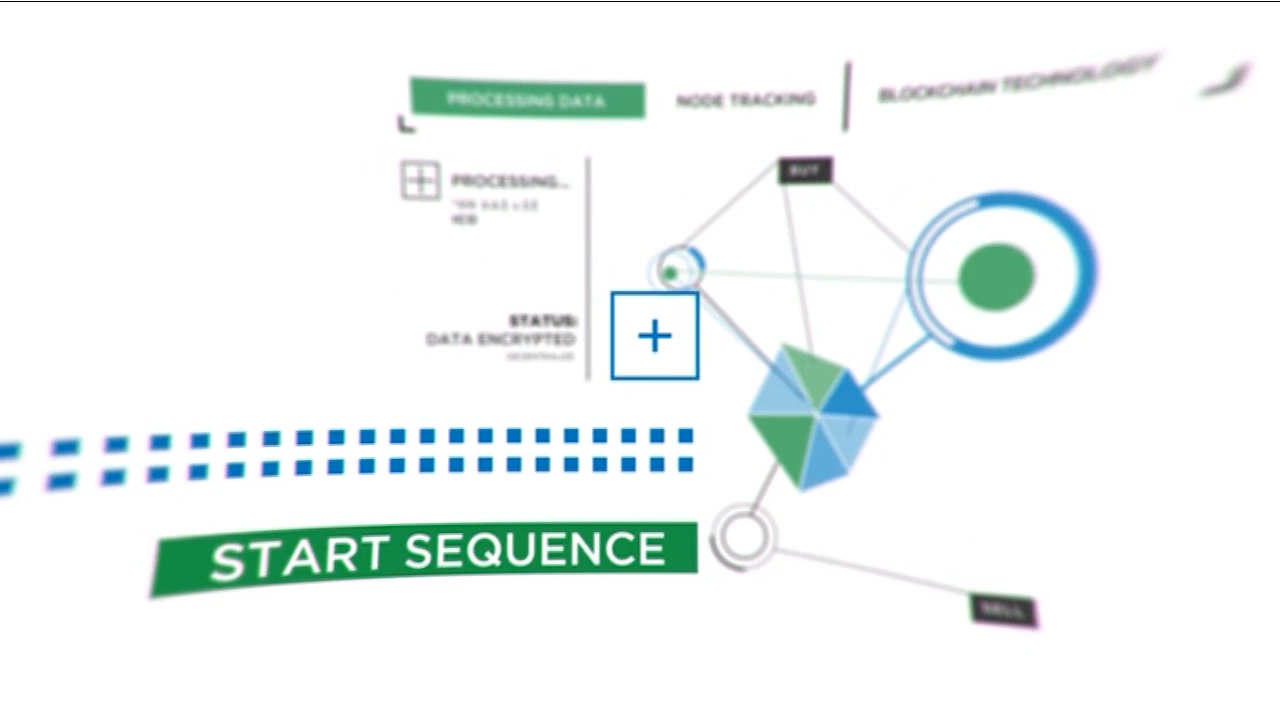 PROCESSING DATA
NODE TRACKING
BLOCKCHAIN TECHNOLOGY
BUY
PROCESSING...
STATUS:
DATA ENCRYPTED
START SEQUENCE
SELL